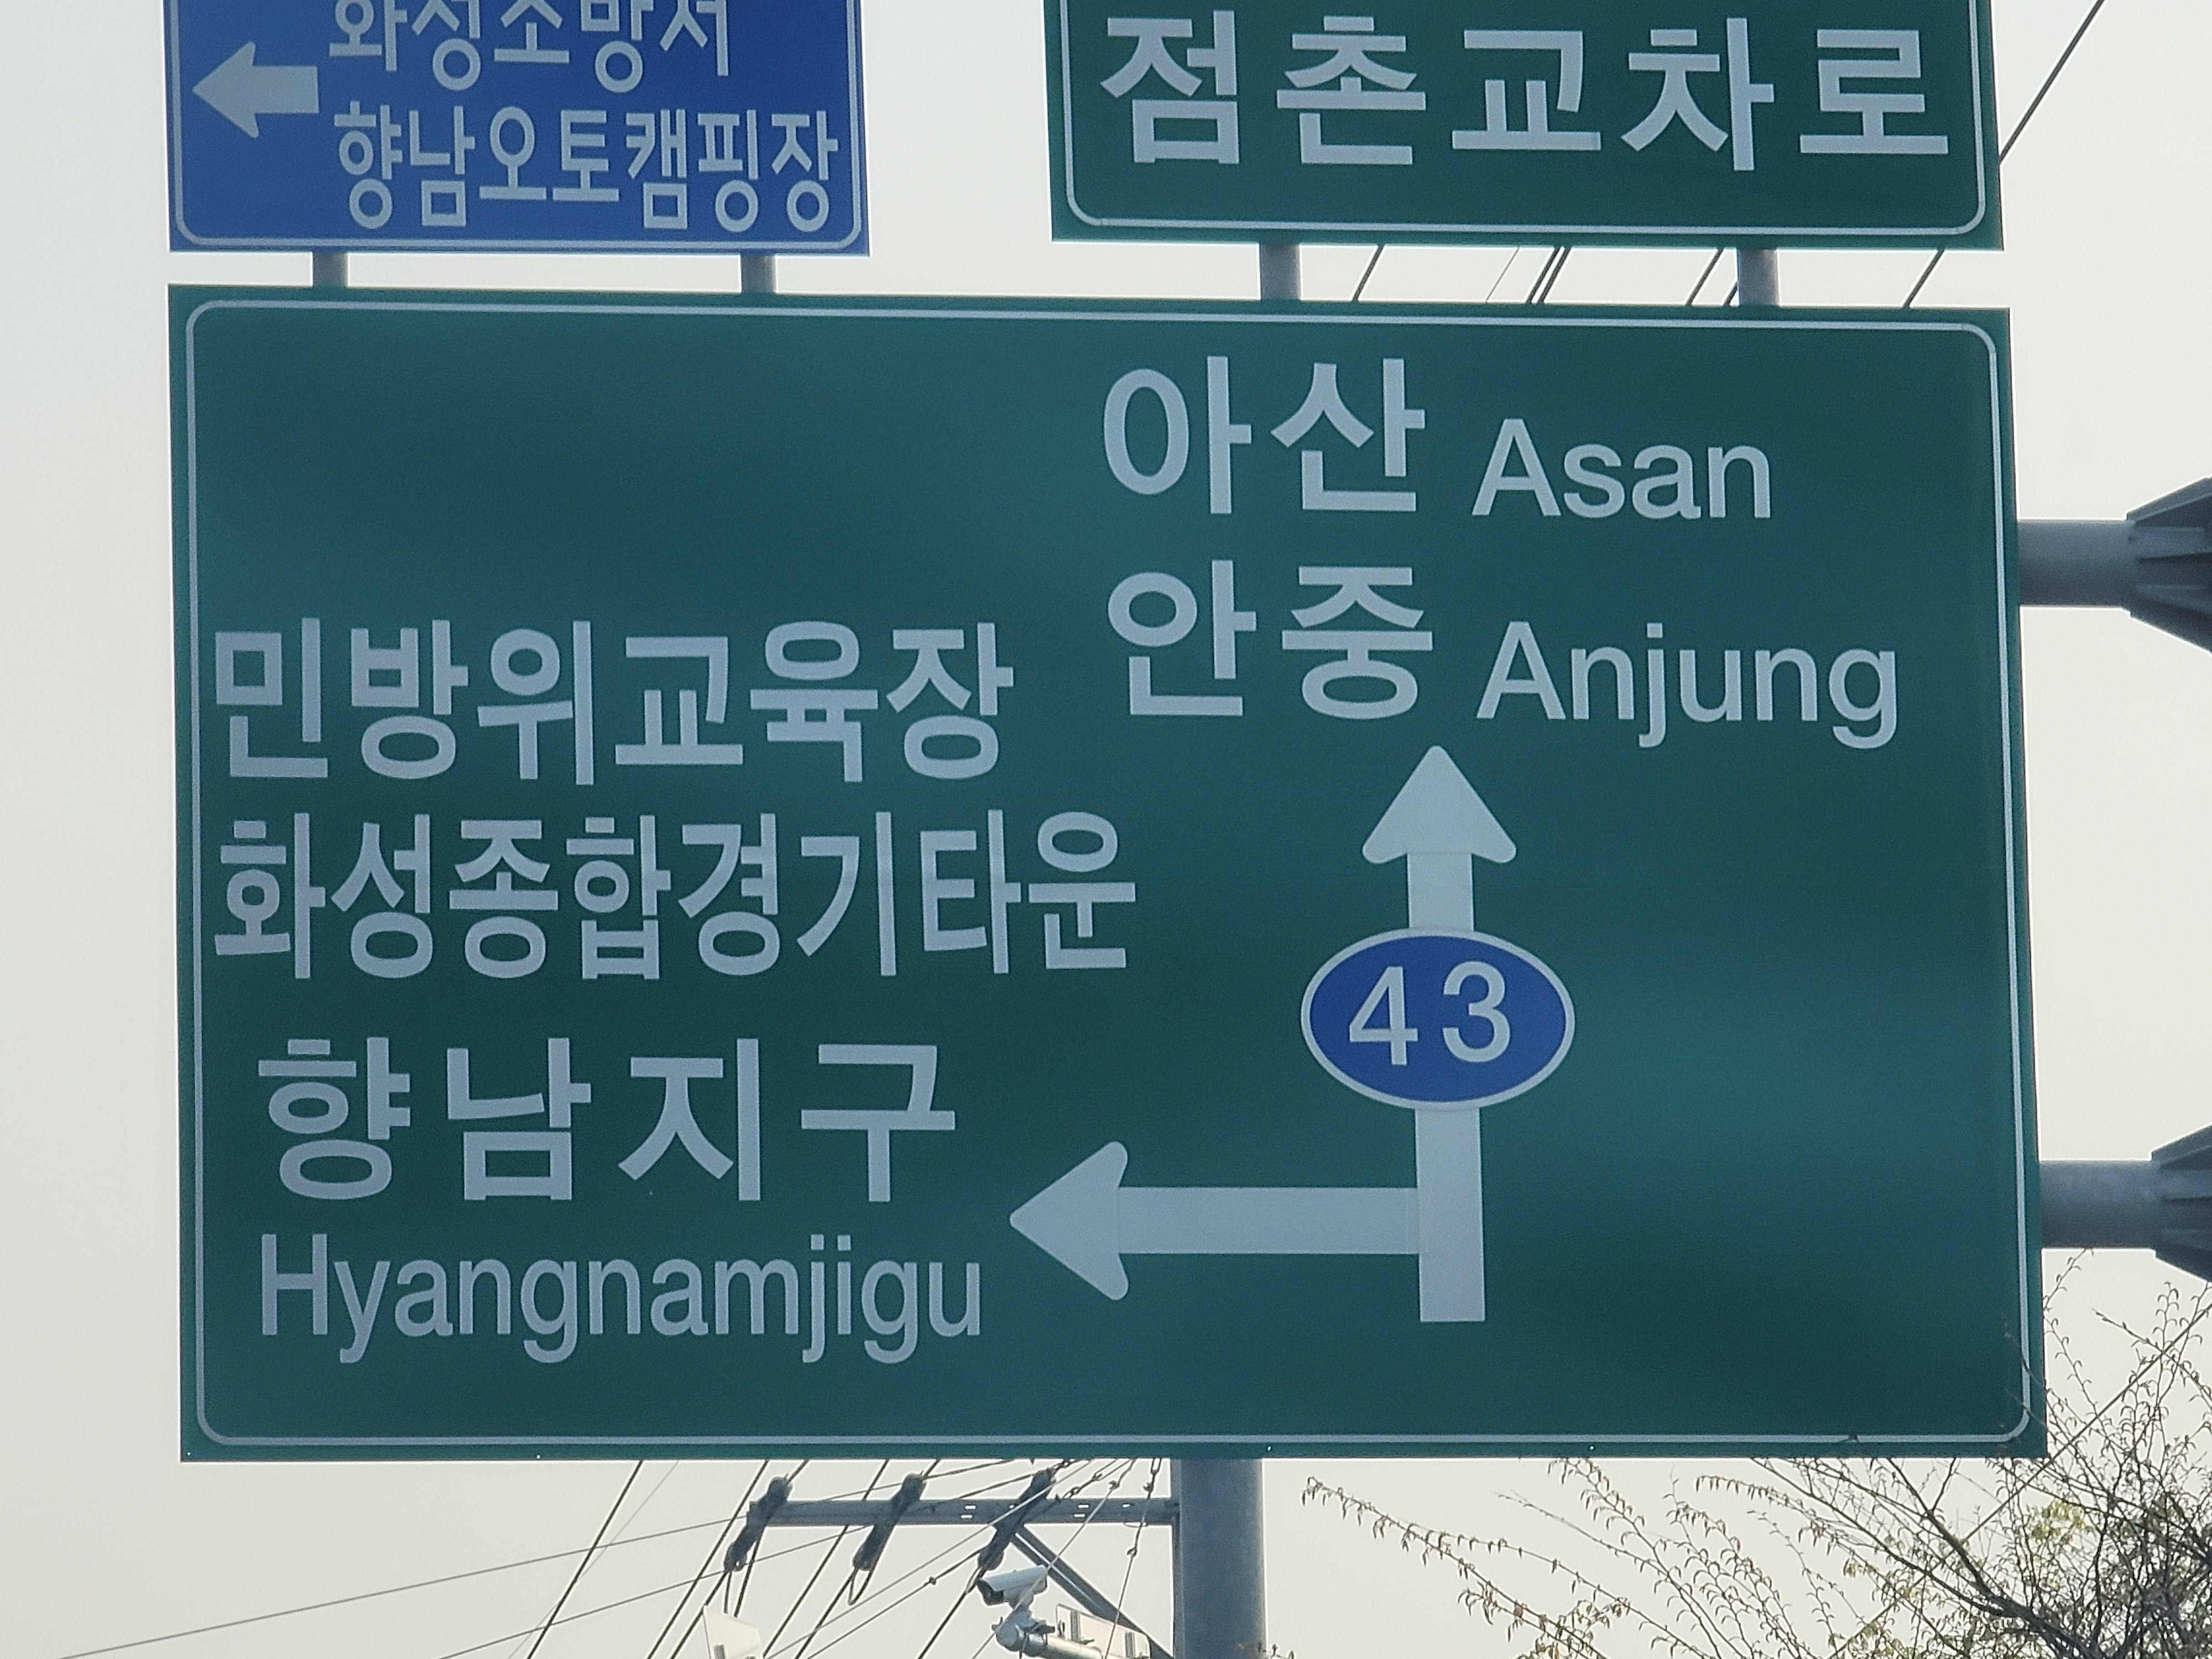 화성소방서
향남오토캠핑장
점촌교차로
아산 Asan
안중 Anjung
민방위교육장
화성종합경기타운
향남지구
Hyangnamjigu
43